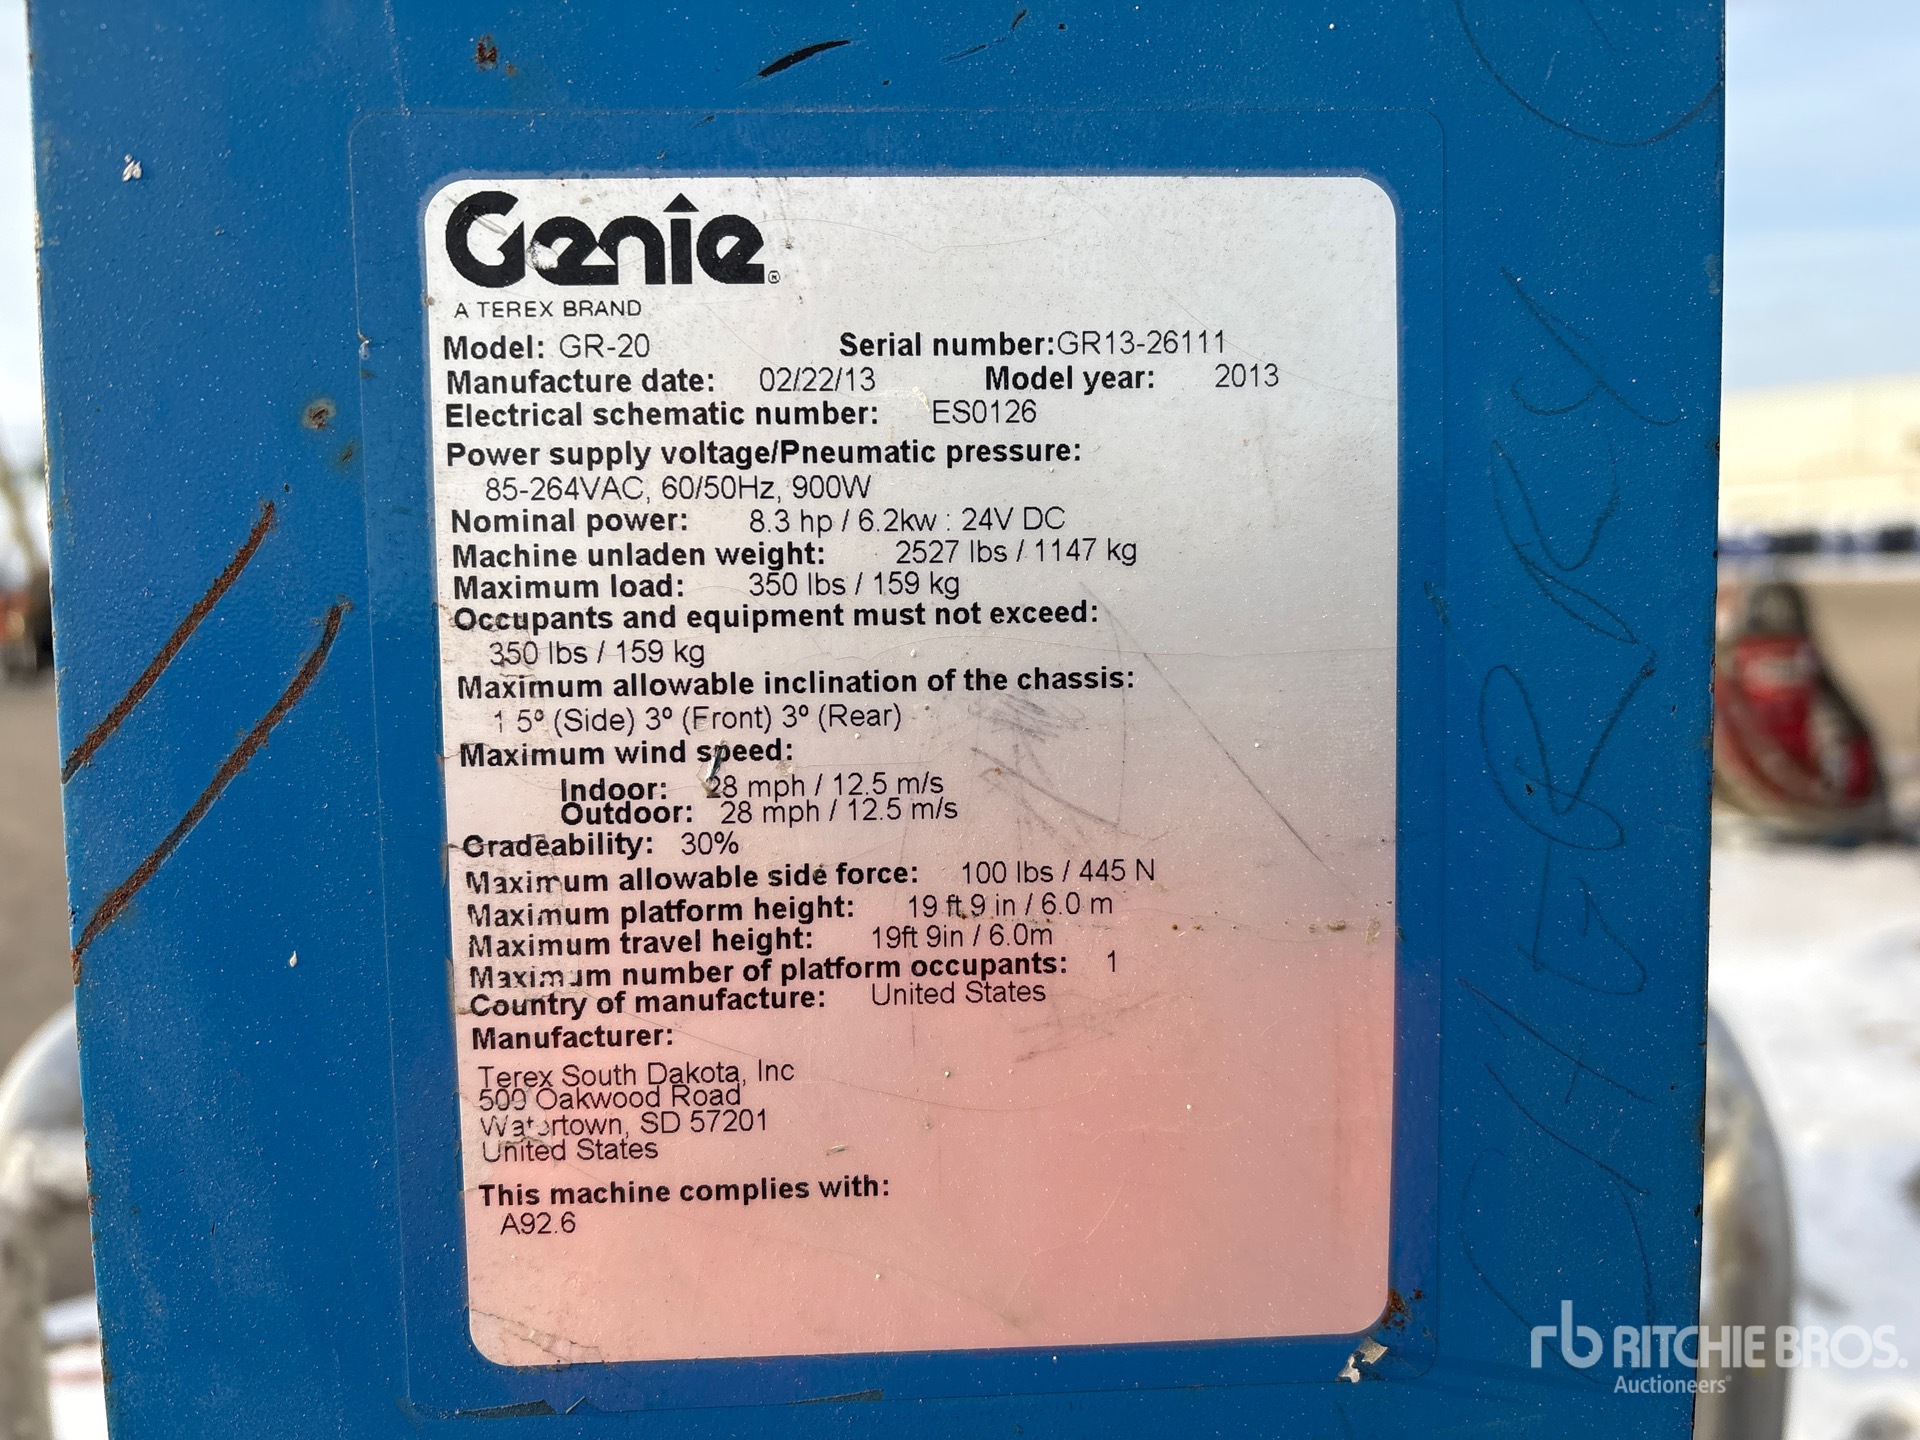 Genie®
A TEREX BRAND
Model: GR-20 Serial number:GR13-26111
Manufacture date: 02/22/13 Model year: 2013
Electrical schematic number: ES0126
Power supply voltage/Pneumatic pressure:
85-264VAC, 60/50Hz, 900W
Nominal power: 8.3 hp / 6.2kw : 24V DC
Machine unladen weight: 2527 lbs / 1147 kg
Maximum load: 350 lbs / 159 kg
Occupants and equipment must not exceed:
350 lbs / 159 kg
Maximum allowable inclination of the chassis:
1 5º (Side) 3º (Front) 3º (Rear)
Maximum wind speed:
Indoor: 28 mph / 12.5 m/s
Outdoor: 28 mph / 12.5 m/s
Gradeability: 30%
Maximum allowable side force: 100 lbs / 445 N
Maximum platform height: 19 ft 9 in / 6.0 m
Maximum travel height: 19ft 9in / 6.0m
Maximum number of platform occupants: 1
Country of manufacture: United States
Manufacturer:
Terex South Dakota, Inc
500 Oakwood Road
Watertown, SD 57201
United States
This machine complies with:
A92.6
rb RITCHIE BROS.
Auctioneers